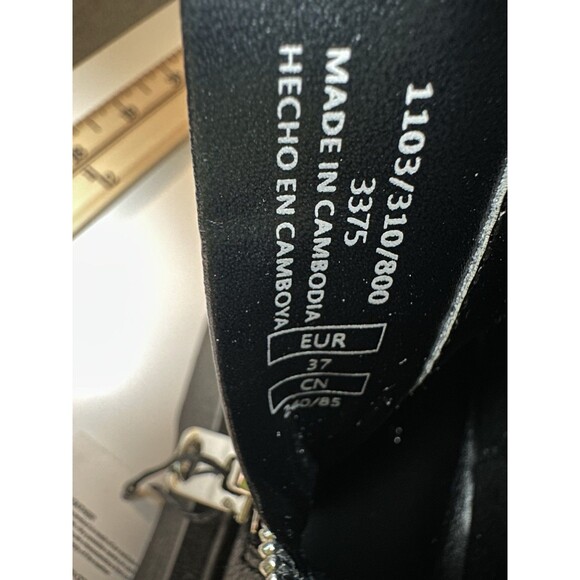 1103/310/800
3375
MADE IN CAMBODIA
HECHO EN CAMBOYA
EUR
37
CN